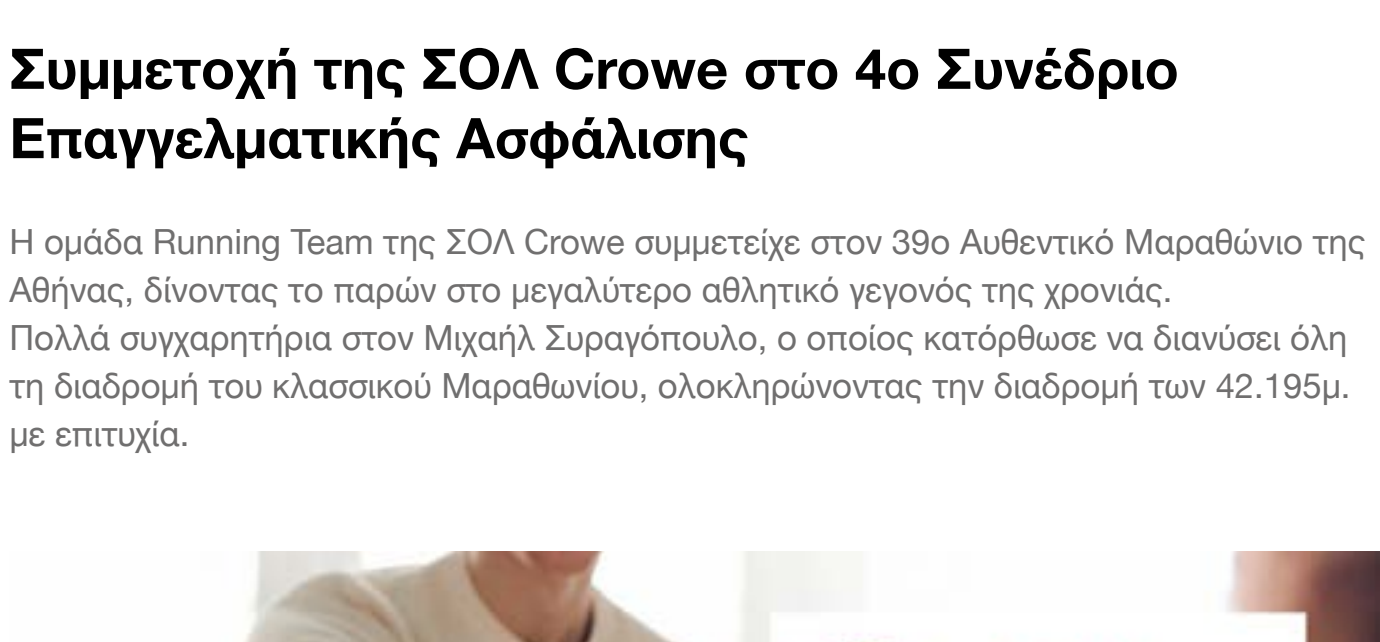 Συμμετοχή της ΣΟΛ Crowe στο 4ο Συνέδριο
Επαγγελματικής Ασφάλισης
Η ομάδα Running Team της ΣΟΛ Crowe συμμετείχε στον 39ο Αυθεντικό Μαραθώνιο της
Αθήνας, δίνοντας το παρών στο μεγαλύτερο αθλητικό γεγονός της χρονιάς.
Πολλά συγχαρητήρια στον Μιχαήλ Συραγόπουλο, ο οποίος κατόρθωσε να διανύσει όλη
τη διαδρομή του κλασσικού Μαραθωνίου, ολοκληρώνοντας την διαδρομή των 42.195μ.
με επιτυχία.